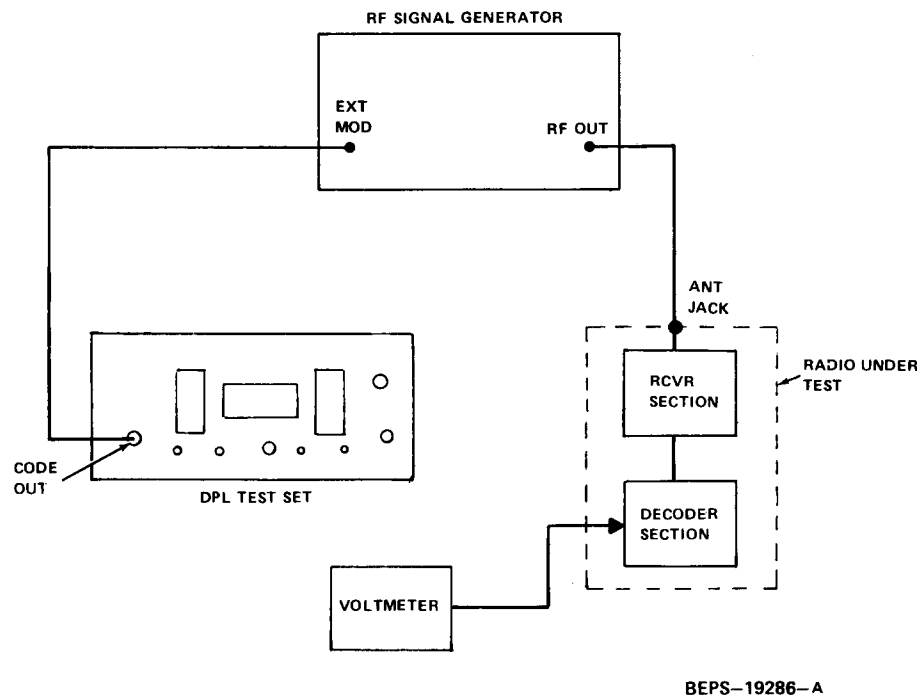 RF SIGNAL GENERATOR
EXT
MOD
RF OUT
ANT
JACK
RADIO UNDER
TEST
RCVR
SECTION
CODE
OUT
DPL TEST SET
DECODER
SECTION
VOLTMETER
BEPS-19286-A